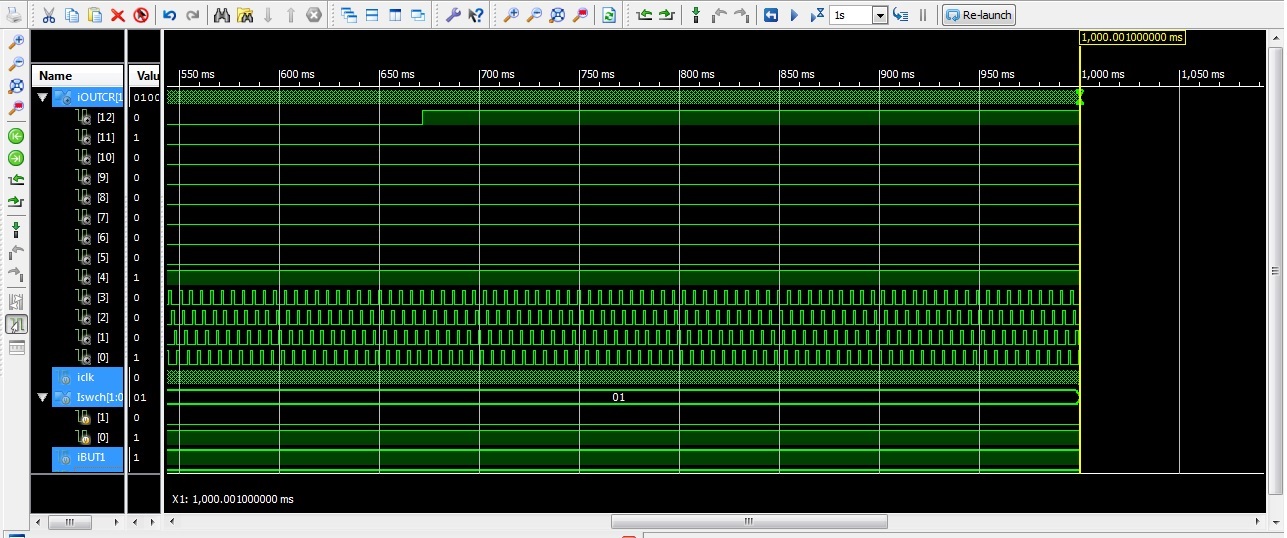 1s
Re-launch
1,000.001000000 ms
Name
Valu
550 ms
600 ms
650 ms
700 ms
750 ms
800 ms
850 ms
900 ms
950 ms
1,000 ms
1,050 ms
iOUTCR[1
0100
[12]
0
[11]
1
[10]
0
[9]
0
[8]
0
[7]
0
[6]
0
[5]
0
[4]
1
[3]
0
[2]
0
[1]
0
[0]
1
iclk
0
Iswch[1:0
01
01
[1]
0
[0]
1
iBUT1
1
X1: 1,000.001000000 ms